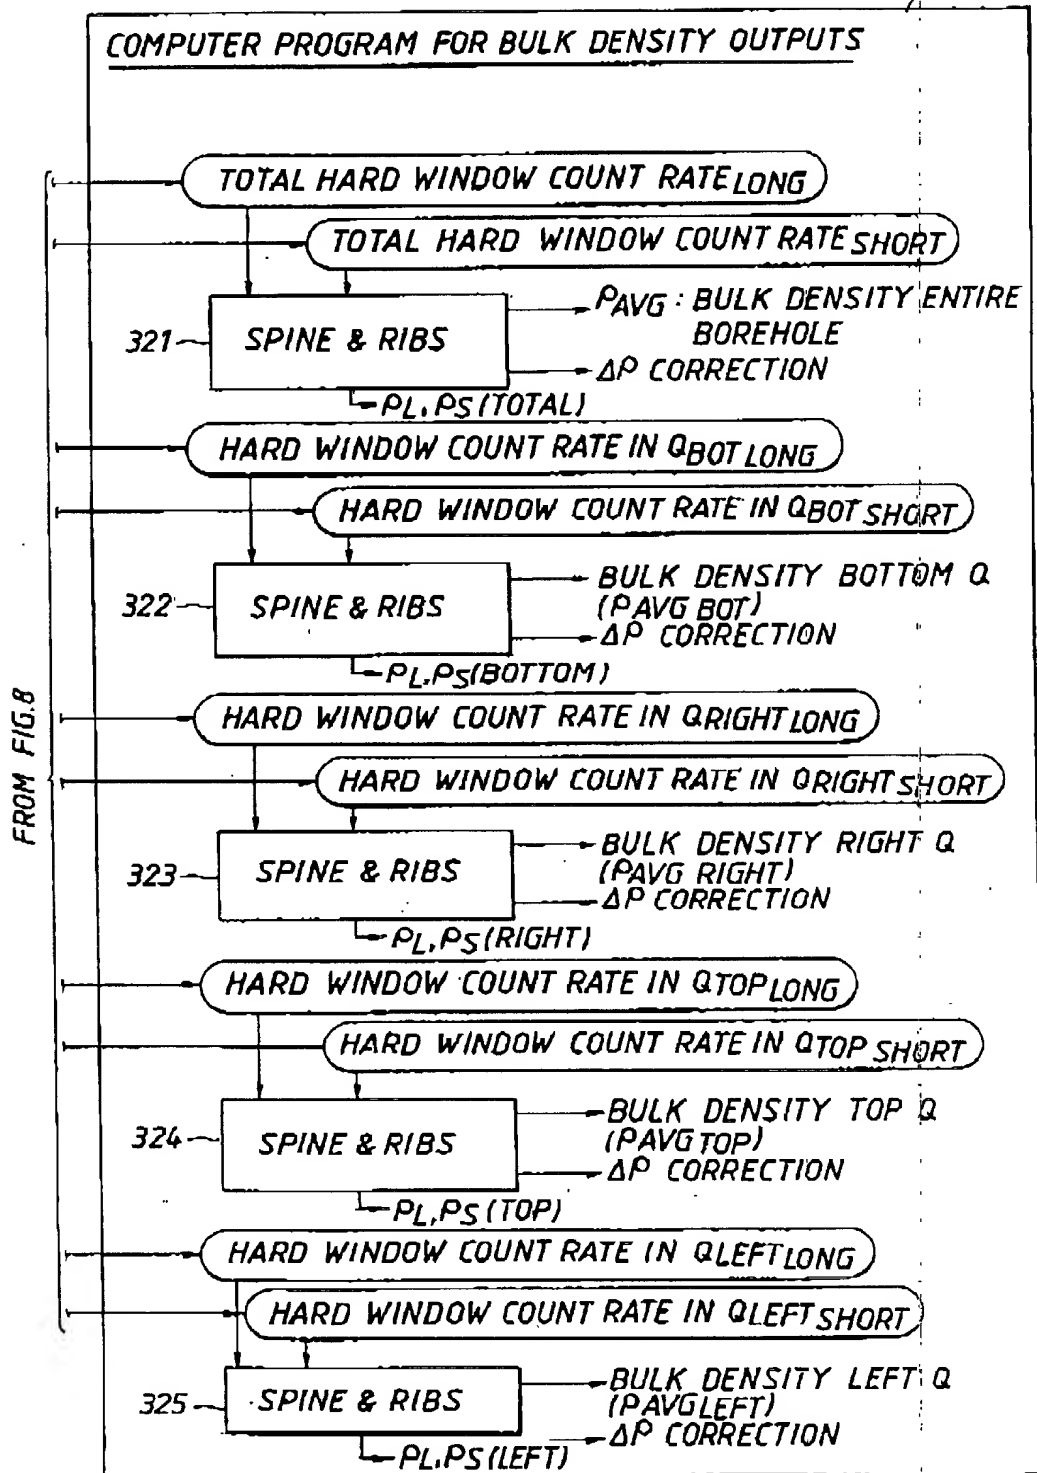 COMPUTER PROGRAM FOR BULK DENSITY OUTPUTS
TOTAL HARD WINDOW COUNT RATE LONG
TOTAL HARD WINDOW COUNT RATE SHORT
321
SPINE & RIBS
ρAVG : BULK DENSITY ENTIRE
BOREHOLE
Δρ CORRECTION
ρL, ρS (TOTAL)
HARD WINDOW COUNT RATE IN QBOT LONG
HARD WINDOW COUNT RATE IN QBOT SHORT
322
SPINE & RIBS
BULK DENSITY BOTTOM Q
(ρAVG BOT)
Δρ CORRECTION
ρL, ρS (BOTTOM)
FROM FIG.8
HARD WINDOW COUNT RATE IN QRIGHT LONG
HARD WINDOW COUNT RATE IN QRIGHT SHORT
323
SPINE & RIBS
BULK DENSITY RIGHT Q
(ρAVG RIGHT)
Δρ CORRECTION
ρL, ρS (RIGHT)
HARD WINDOW COUNT RATE IN QTOP LONG
HARD WINDOW COUNT RATE IN QTOP SHORT
324
SPINE & RIBS
BULK DENSITY TOP Q
(ρAVG TOP)
Δρ CORRECTION
ρL, ρS (TOP)
HARD WINDOW COUNT RATE IN QLEFT LONG
HARD WINDOW COUNT RATE IN QLEFT SHORT
325
SPINE & RIBS
BULK DENSITY LEFT Q
(ρAVG LEFT)
Δρ CORRECTION
ρL, ρS (LEFT)